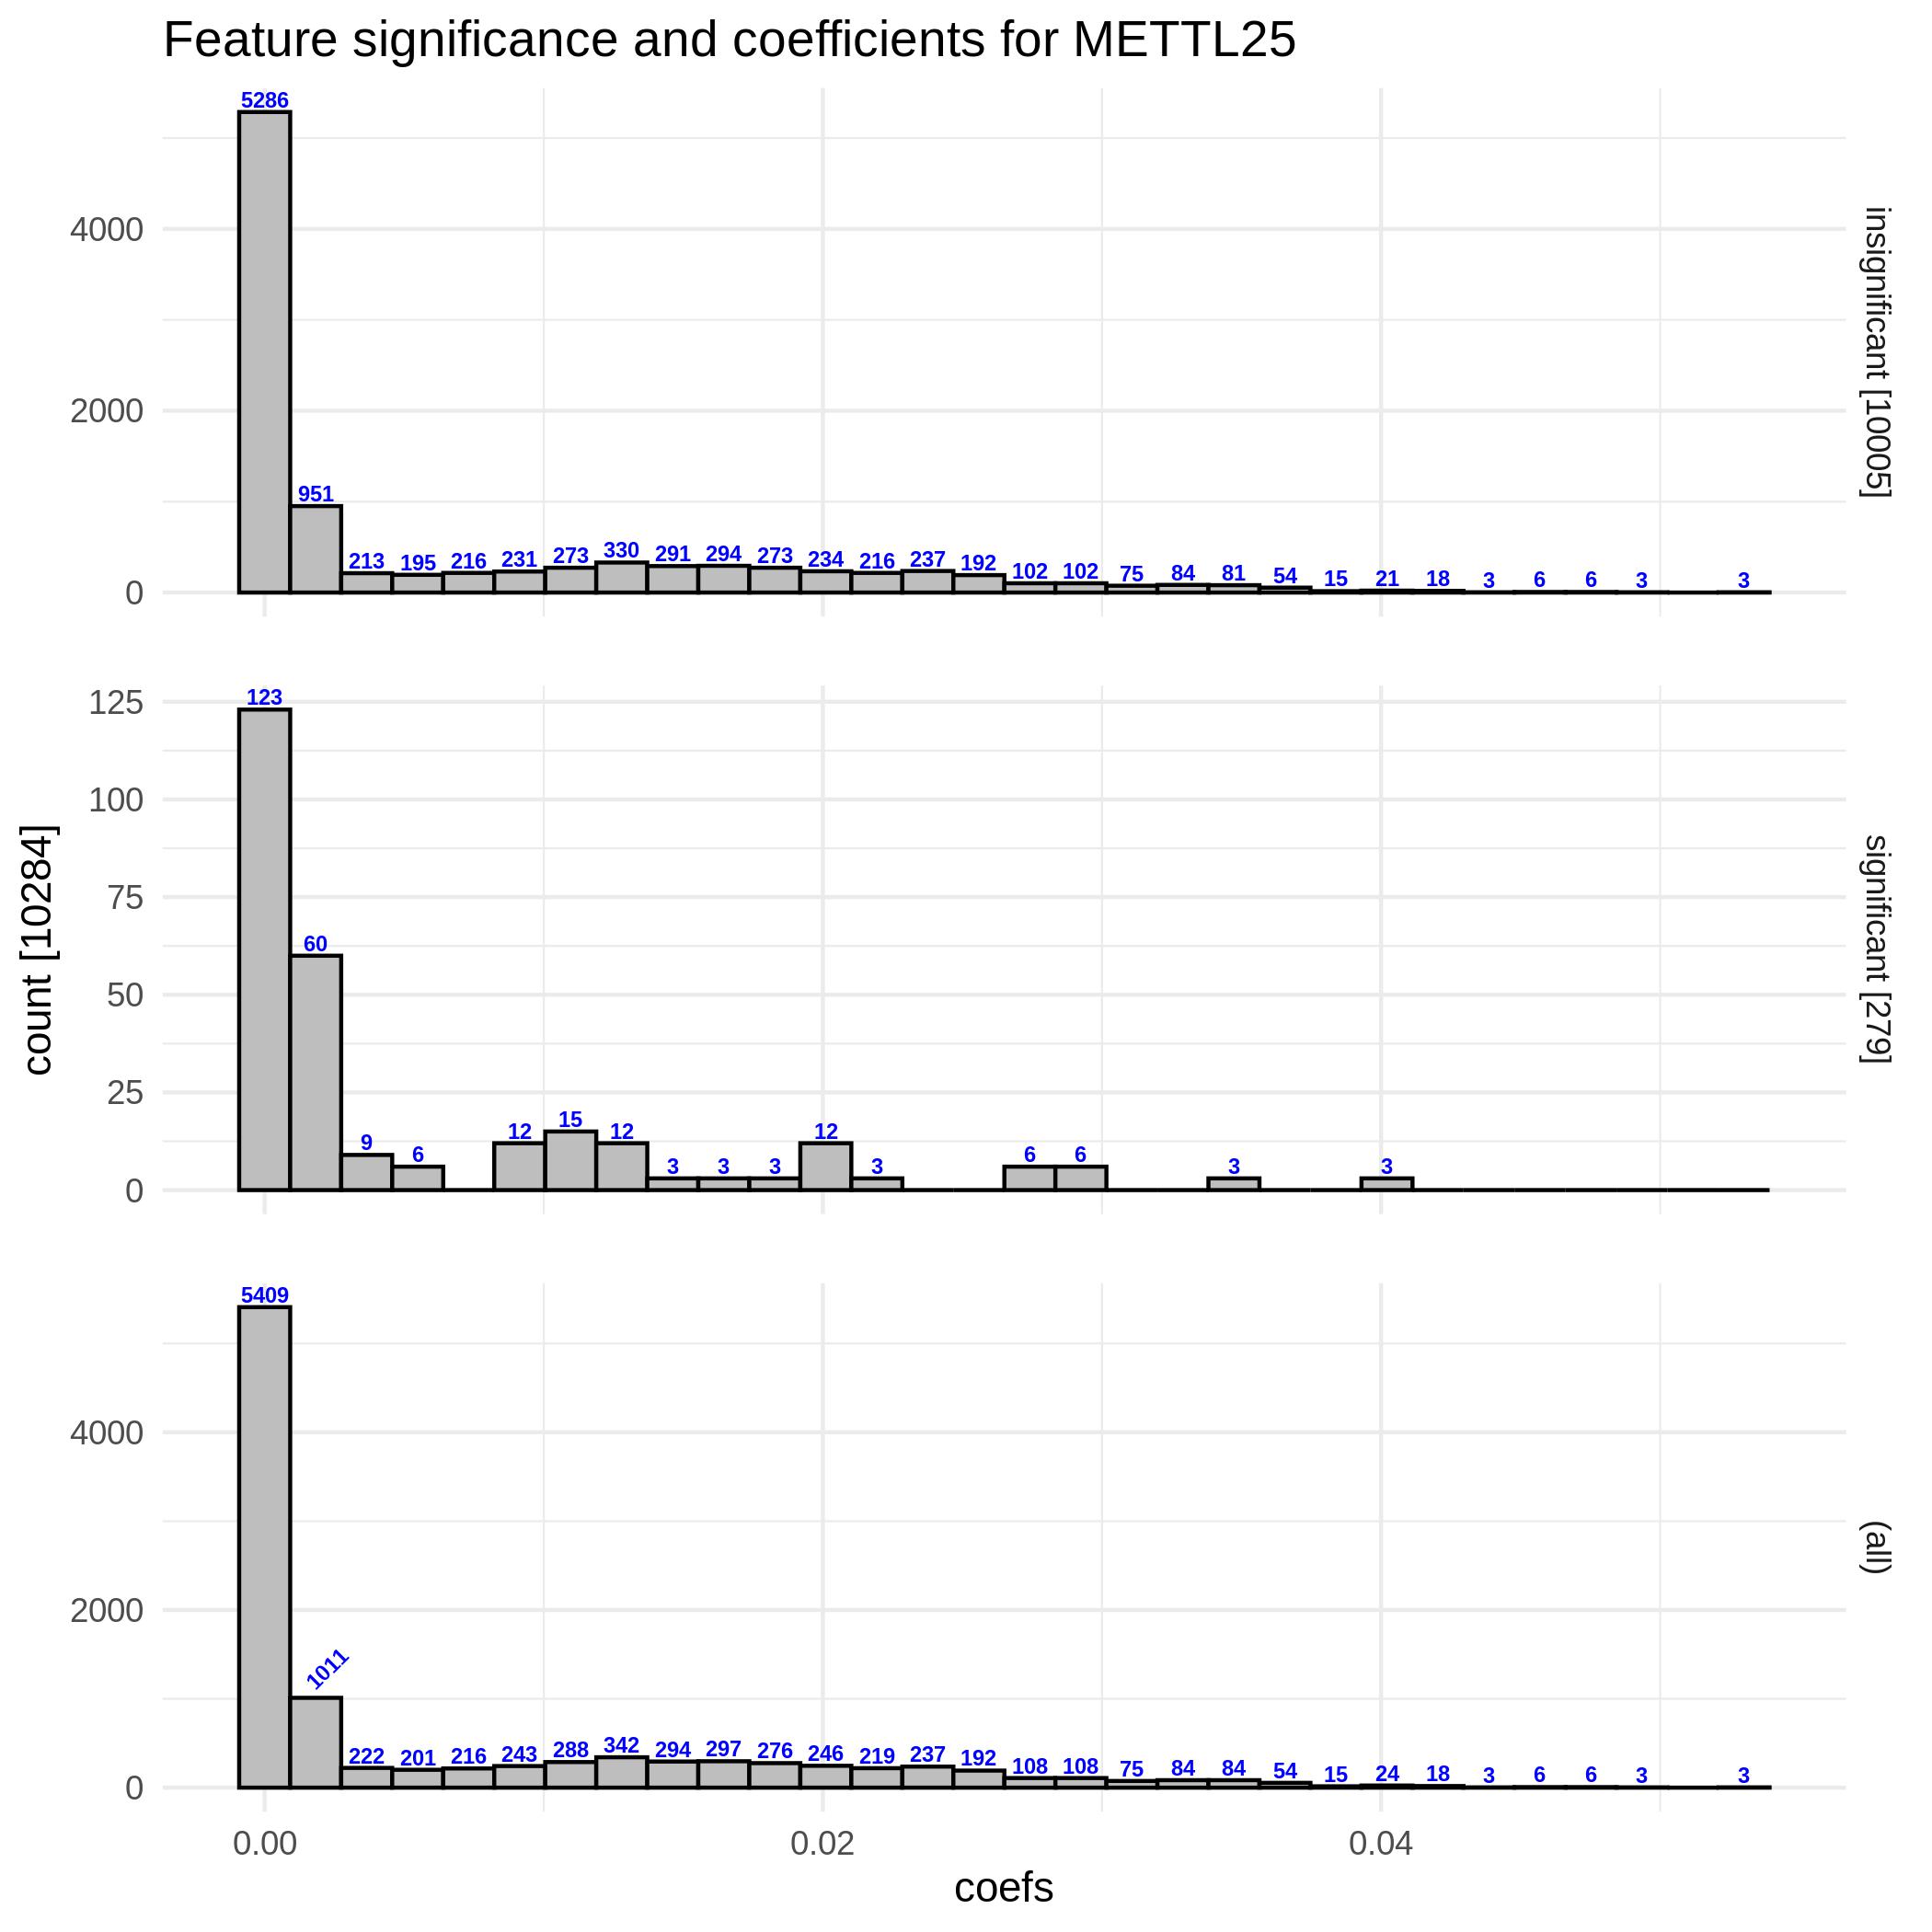 Feature significance and coefficients for METTL25
5286
951
213 195 216 231 273 330 291 294 273 234 216 237 192 102 102 75 84 81 54 15 21 18 3 6 6 3 3
4000
2000
0
insignificant [10005]
123
60
9 6 12 15 12 3 3 3 12 3 6 6 3 3
125
100
75
50
25
0
significant [279]
count [10284]
5409
1011
222 201 216 243 288 342 294 297 276 246 219 237 192 108 108 75 84 84 54 15 24 18 3 6 6 3 3
4000
2000
0
(all)
0.00 0.02 0.04
coefs